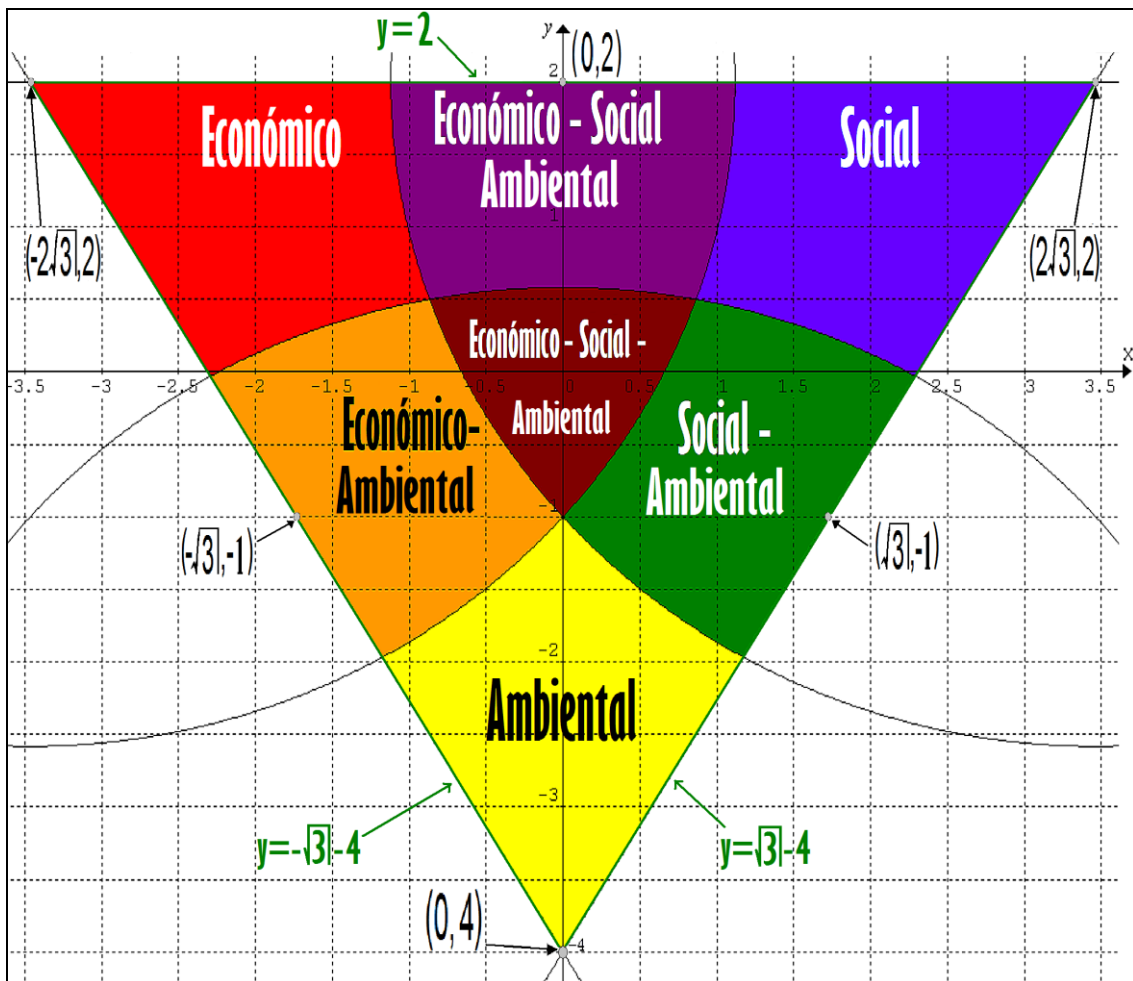 y=2
y
(0,2)
2
Económico
Económico - Social
Ambiental
Social
1
(-2√3,2)
(2√3,2)
Económico - Social -
Ambiental
x
-3.5
-2
-1.5
-1
-0.5
0
0.5
1
1.5
2
2.5
3
3.5
Económico-
Ambiental
Social -
Ambiental
-1
(-√3,-1)
(√3,-1)
-2
Ambiental
-3
y=-√3-4
y=√3-4
(0,4)
-4